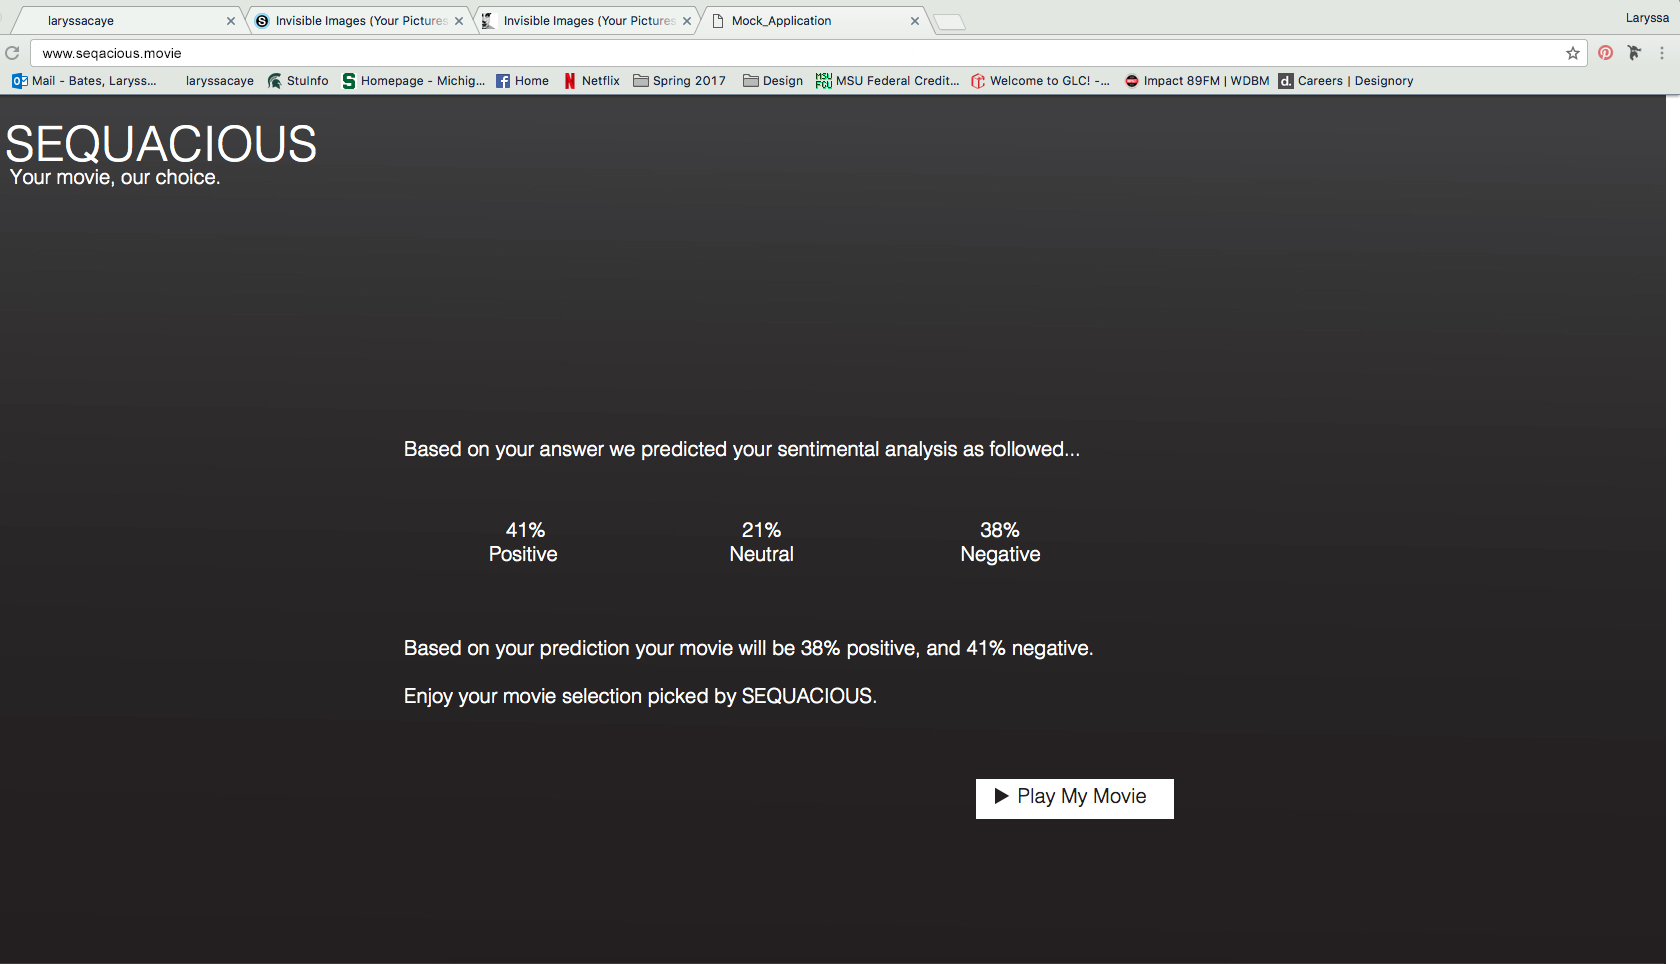 laryssacaye
Invisible Images (Your Pictures
Invisible Images (Your Pictures
Mock_Application
Laryssa
www.seqacious.movie
Mail - Bates, Laryss...
laryssacaye
StuInfo
Homepage - Michig...
Home
Netflix
Spring 2017
Design
MSU Federal Credit...
Welcome to GLC! -...
Impact 89FM | WDBM
Careers | Designory
SEQUACIOUS
Your movie, our choice.
Based on your answer we predicted your sentimental analysis as followed...
41% 21% 38%
Positive Neutral Negative
Based on your prediction your movie will be 38% positive, and 41% negative.
Enjoy your movie selection picked by SEQUACIOUS.
Play My Movie